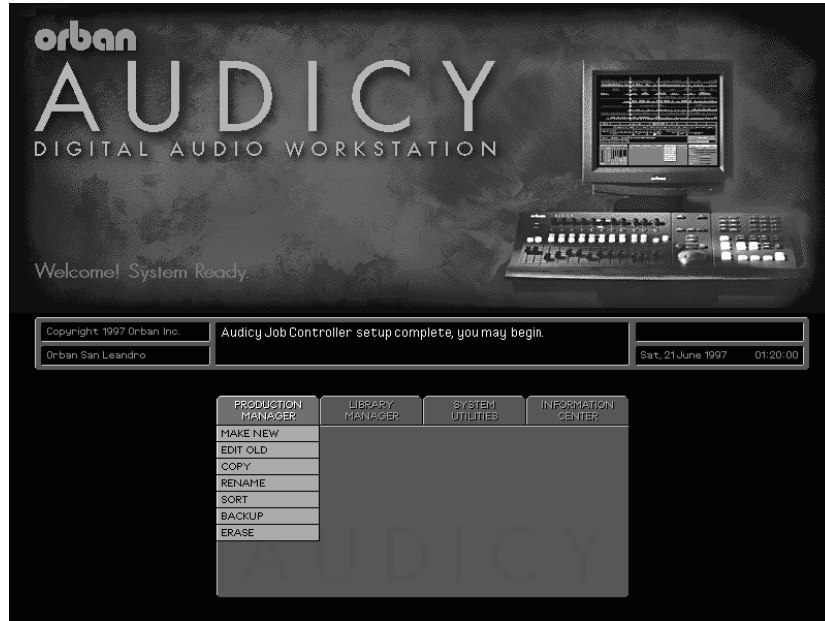 orban
AUDICY
DIGITAL AUDIO WORKSTATION
Welcome! System Ready.
Copyright 1997 Orban Inc.
Orban San Leandro
Audicy Job Controller setup complete, you may begin.
Sat, 21 June 1997 01:20:00
PRODUCTION MANAGER
LIBRARY MANAGER
SYSTEM UTILITIES
INFORMATION CENTER
MAKE NEW
EDIT OLD
COPY
RENAME
SORT
BACKUP
ERASE
AUDICY